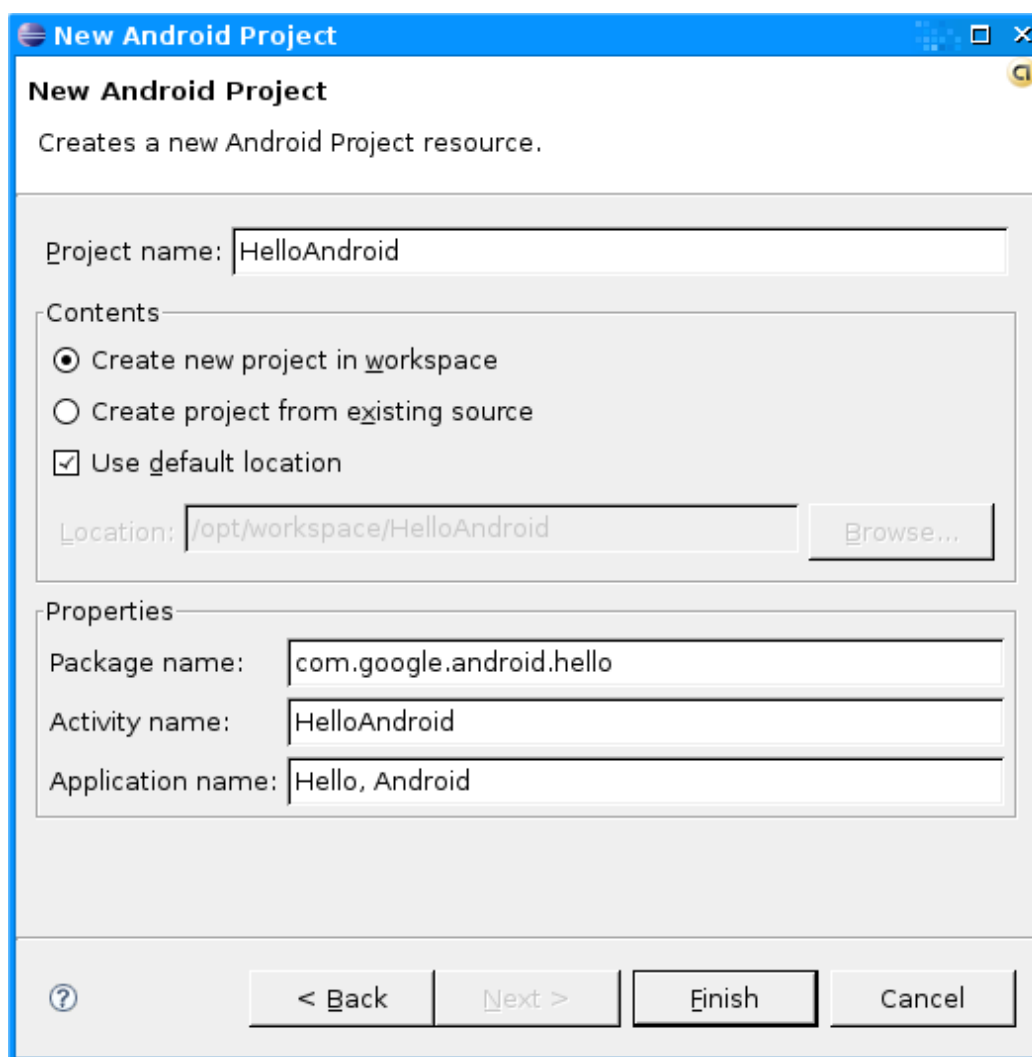 New Android Project
New Android Project
Creates a new Android Project resource.
Project name: HelloAndroid
Contents
Create new project in workspace
Create project from existing source
Use default location
Location: /opt/workspace/HelloAndroid Browse...
Properties
Package name: com.google.android.hello
Activity name: HelloAndroid
Application name: Hello, Android
? < Back Next > Finish Cancel